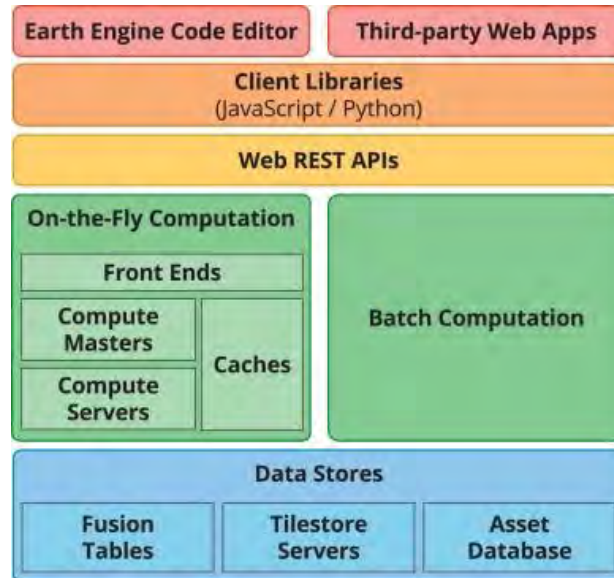 Earth Engine Code Editor
Third-party Web Apps
Client Libraries
(JavaScript / Python)
Web REST APIs
On-the-Fly Computation
Front Ends
Compute
Masters
Caches
Compute
Servers
Batch Computation
Data Stores
Fusion
Tables
Tilestore
Servers
Asset
Database